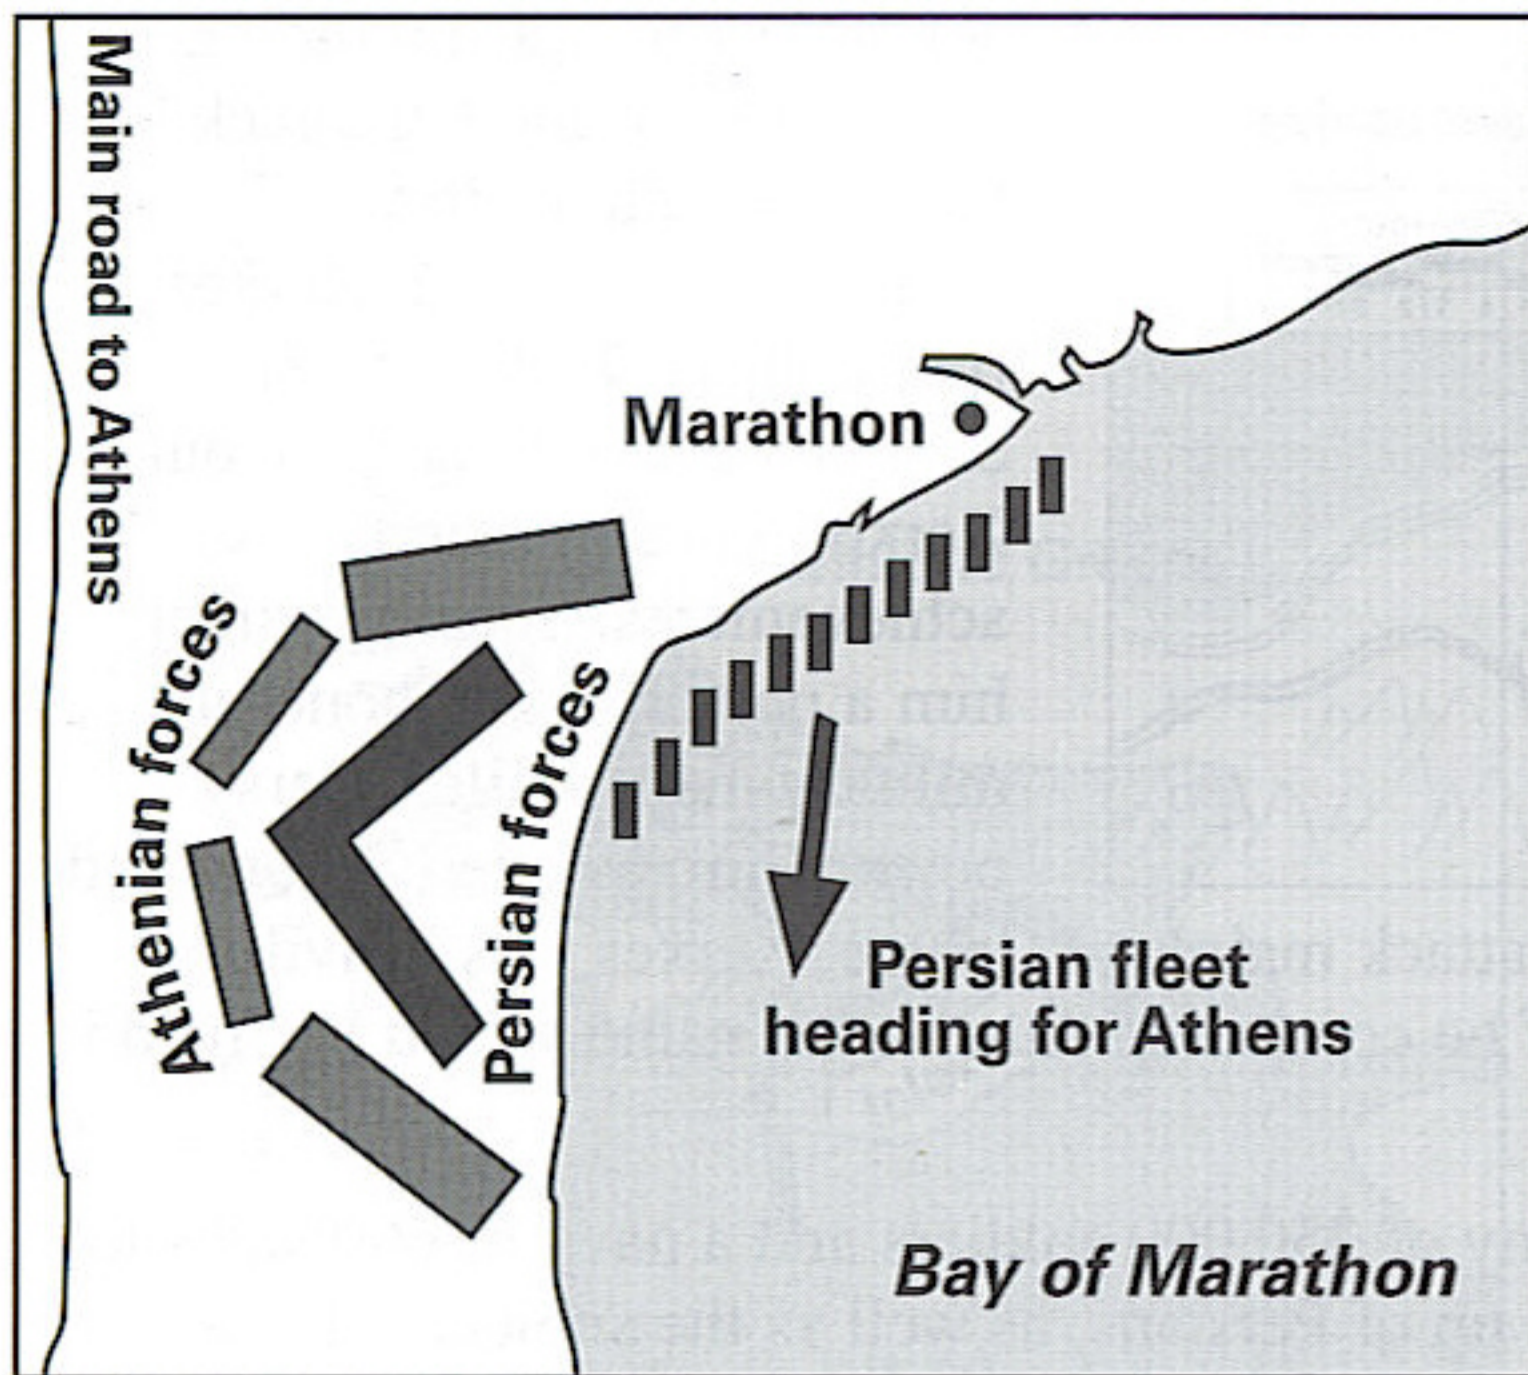 Main road to Athens
Marathon
Athenian forces
Persian forces
Persian fleet
heading for Athens
Bay of Marathon